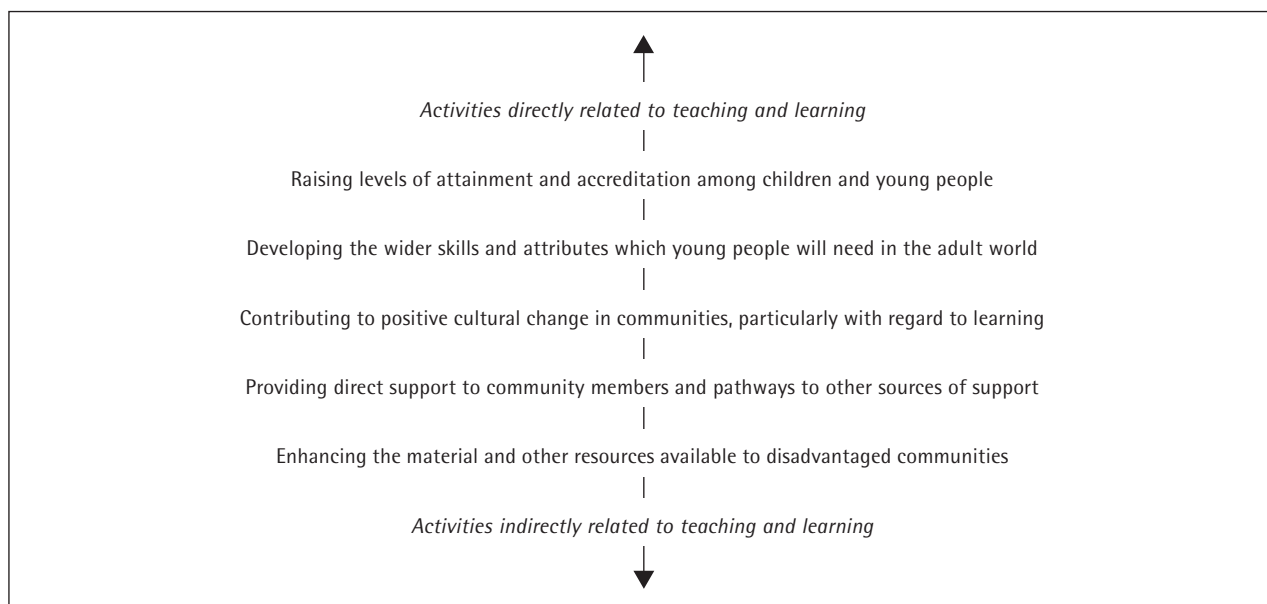 Activities directly related to teaching and learning
Raising levels of attainment and accreditation among children and young people
Developing the wider skills and attributes which young people will need in the adult world
Contributing to positive cultural change in communities, particularly with regard to learning
Providing direct support to community members and pathways to other sources of support
Enhancing the material and other resources available to disadvantaged communities
Activities indirectly related to teaching and learning